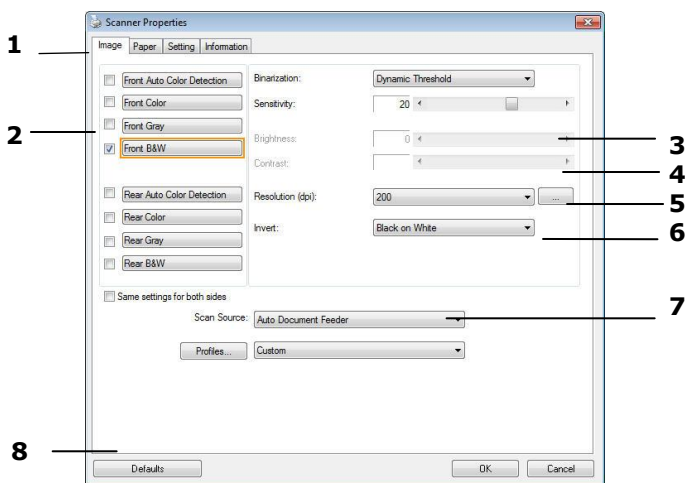 Scanner Properties
1
Image Paper Setting Information
Front Auto Color Detection
Front Color
2
Front Gray
Front B&W
Rear Auto Color Detection
Rear Color
Rear Gray
Rear B&W
Binarization: Dynamic Threshold
Sensitivity: 20
Brightness: 0
3
Contrast:
4
Resolution (dpi): 200 ...
5
Invert: Black on White
6
Same settings for both sides
Scan Source: Auto Document Feeder
7
Profiles... Custom
8
Defaults OK Cancel